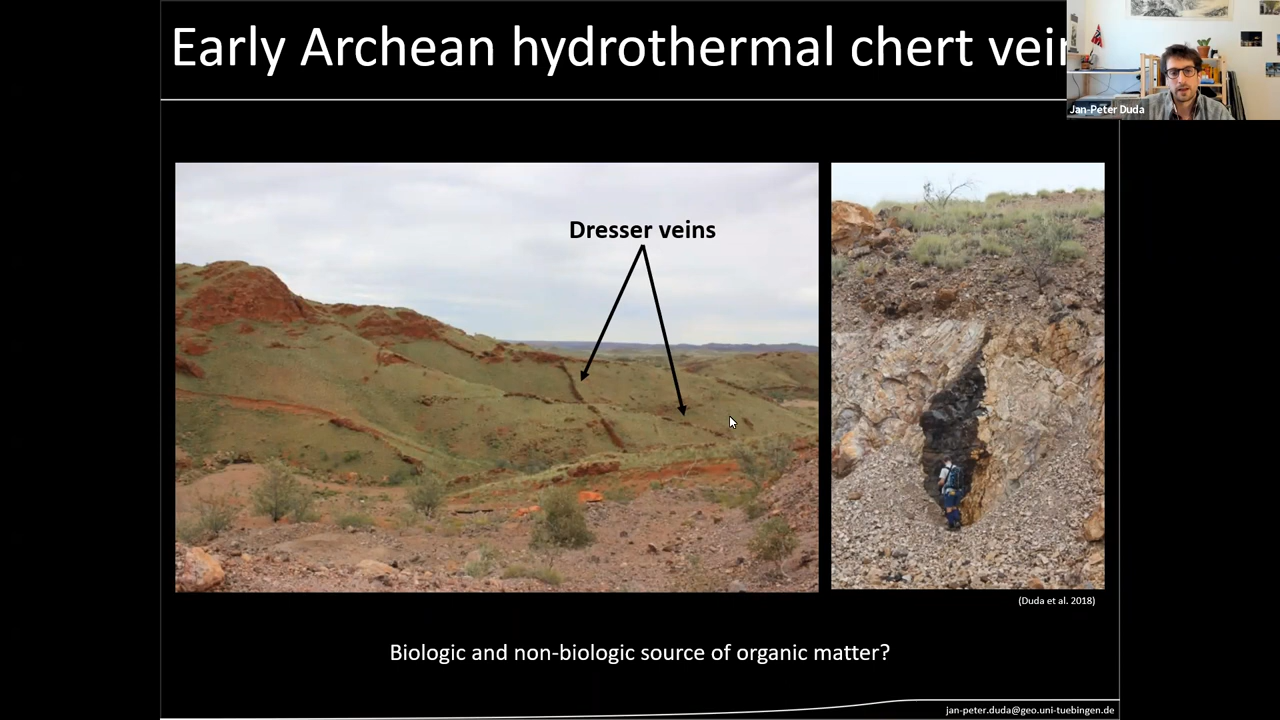 Early Archean hydrothermal chert
Jan-Peter Duda
Dresser veins
(Duda et al. 2018)
Biologic and non-biologic source of organic matter?
jan-peter.duda@geo.uni-tuebingen.de